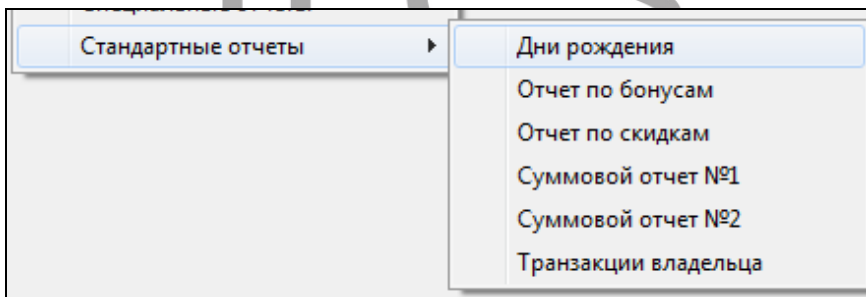 Стандартные отчеты
Дни рождения
Отчет по бонусам
Отчет по скидкам
Суммовой отчет №1
Суммовой отчет №2
Транзакции владельца